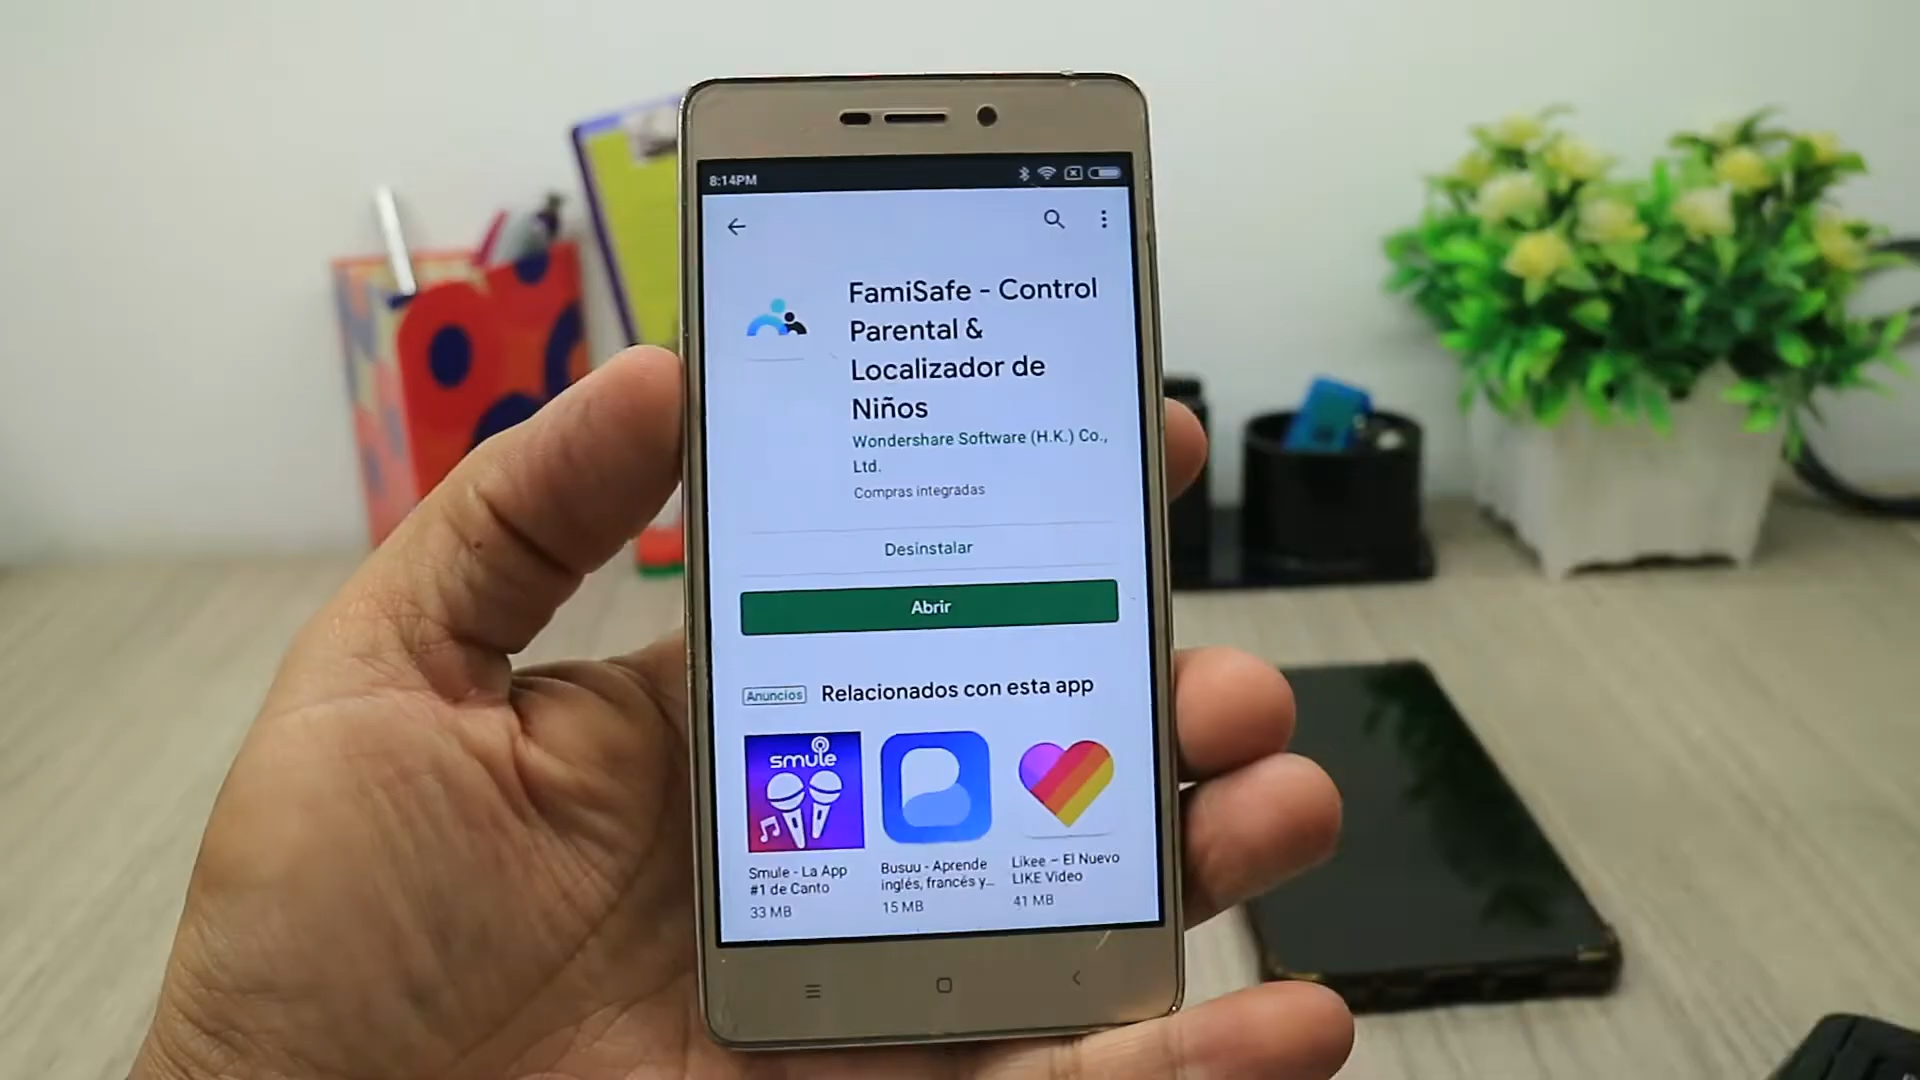 8:14PM
FamiSafe - Control
Parental &
Localizador de
Niños
Wondershare Software (H.K.) Co.,
Ltd.
Compras integradas
Desinstalar
Abrir
Anuncios Relacionados con esta app
smule
Smule - La App
#1 de Canto
33 MB
Busuu - Aprende
inglés, francés y...
15 MB
Likee – El Nuevo
LIKE Video
41 MB